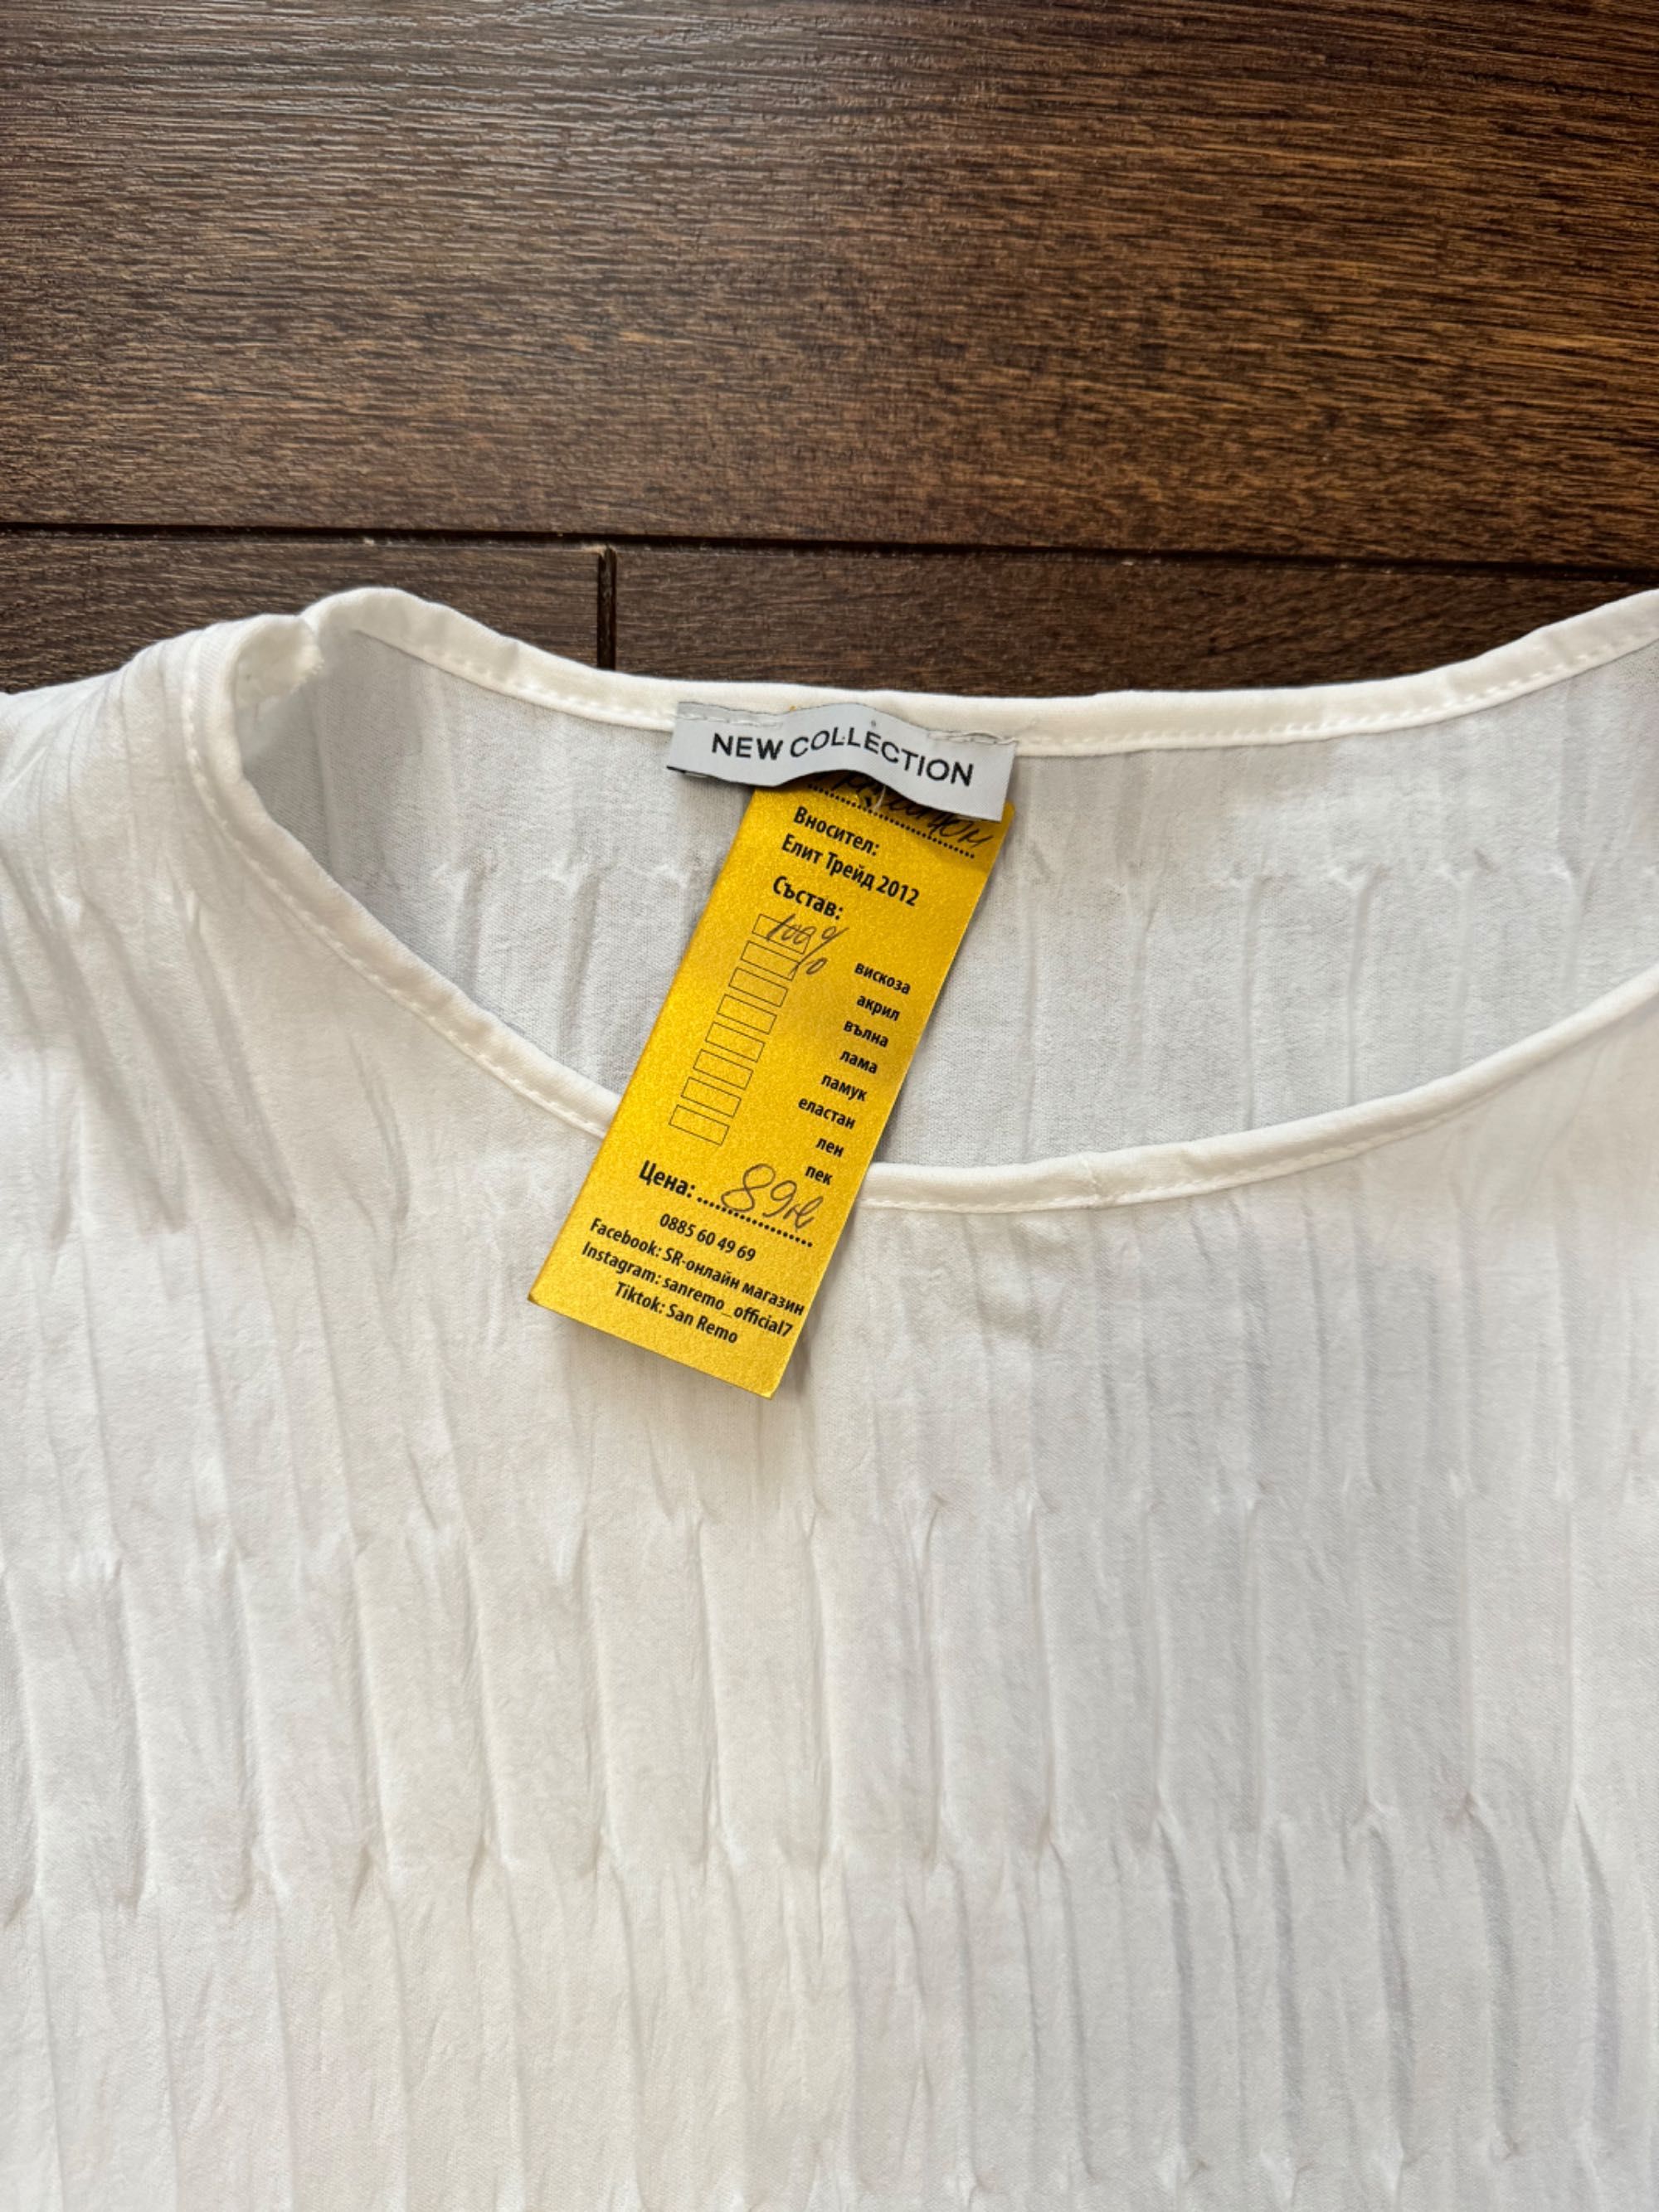 NEW COLLECTION
Вносител:
Елит Трейд 2012
Състав:
100%
вискоза
акрил
вълна
лама
памук
еластан
лен
пек
Цена: ........89лв
0885 60 49 69
Facebook: SR-онлайн магазин
Instagram: sanremo_official7
Tiktok: San Remo